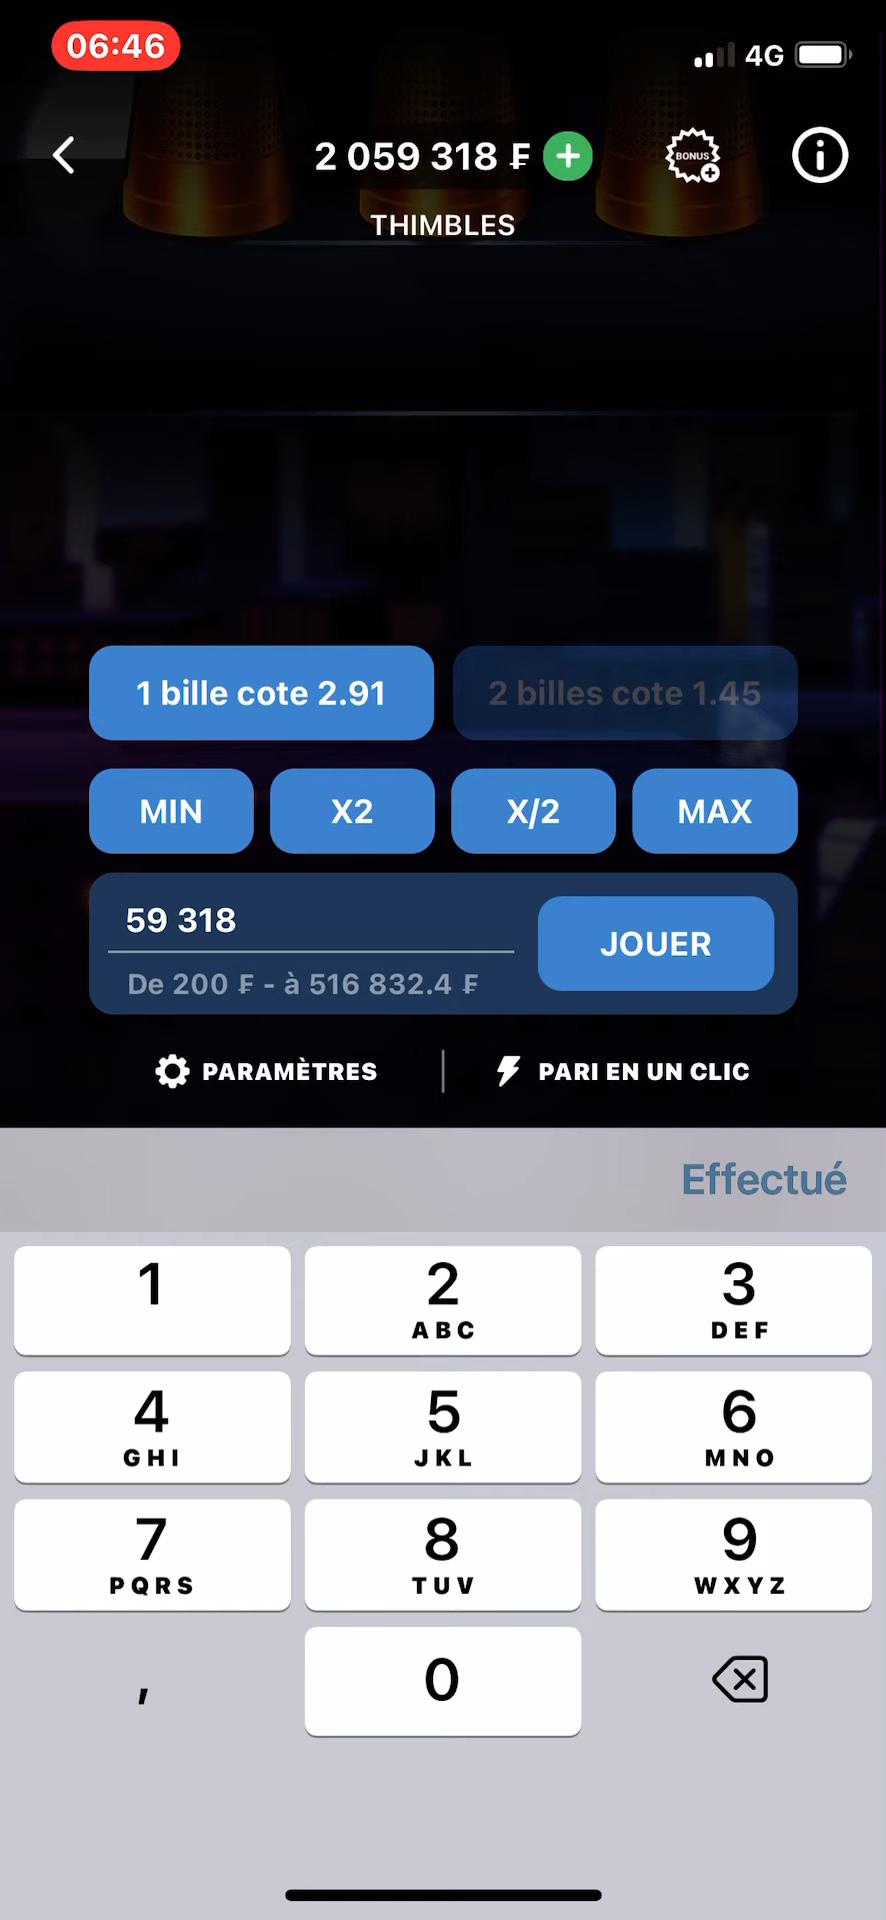 06:46
4G
2 059 318 ₣
BONUS
THIMBLES
1 bille cote 2.91
2 billes cote 1.45
MIN
X2
X/2
MAX
59 318
JOUER
De 200 ₣ - à 516 832.4 ₣
PARAMÈTRES
PARI EN UN CLIC
Effectué
1
2
ABC
3
DEF
4
GHI
5
JKL
6
MNO
7
PQRS
8
TUV
9
WXYZ
,
0